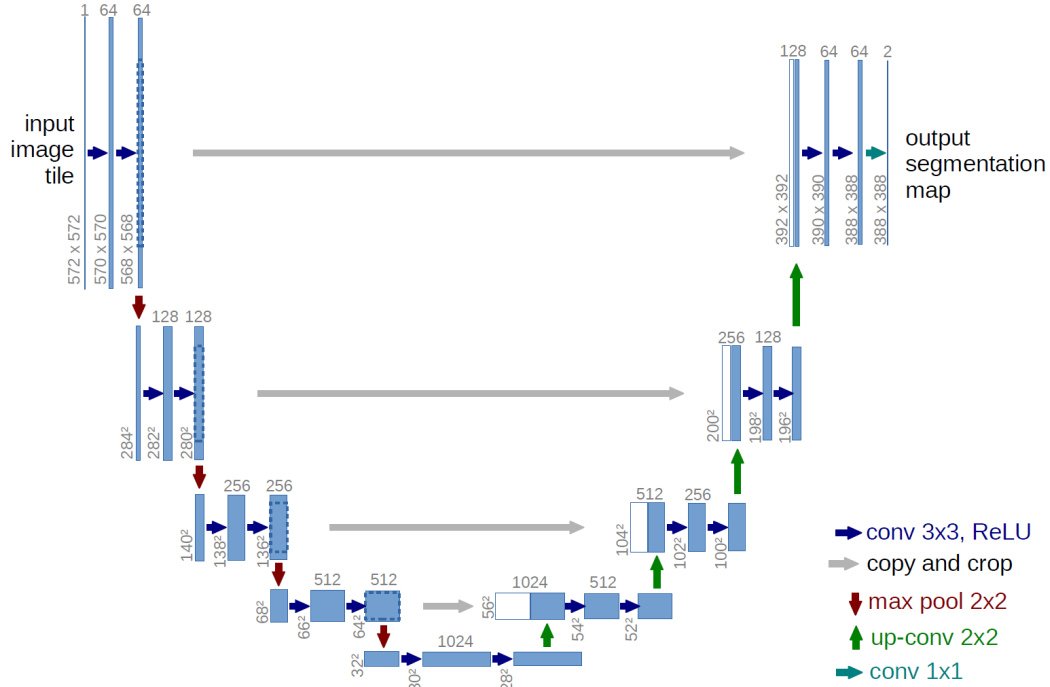 1 64 64
128 64 64 2
input
image
tile
output
segmentation
map
572 x 572
570 x 570
568 x 568
392 x 392
390 x 390
388 x 388
388 x 388
128 128
256 128
284²
282²
280²
200²
198²
196²
256 256
512 256
140²
138²
136²
104²
102²
100²
conv 3x3, ReLU
copy and crop
max pool 2x2
up-conv 2x2
conv 1x1
512 512
1024 512
68²
66²
64²
56²
54²
52²
1024
32²
30²
28²